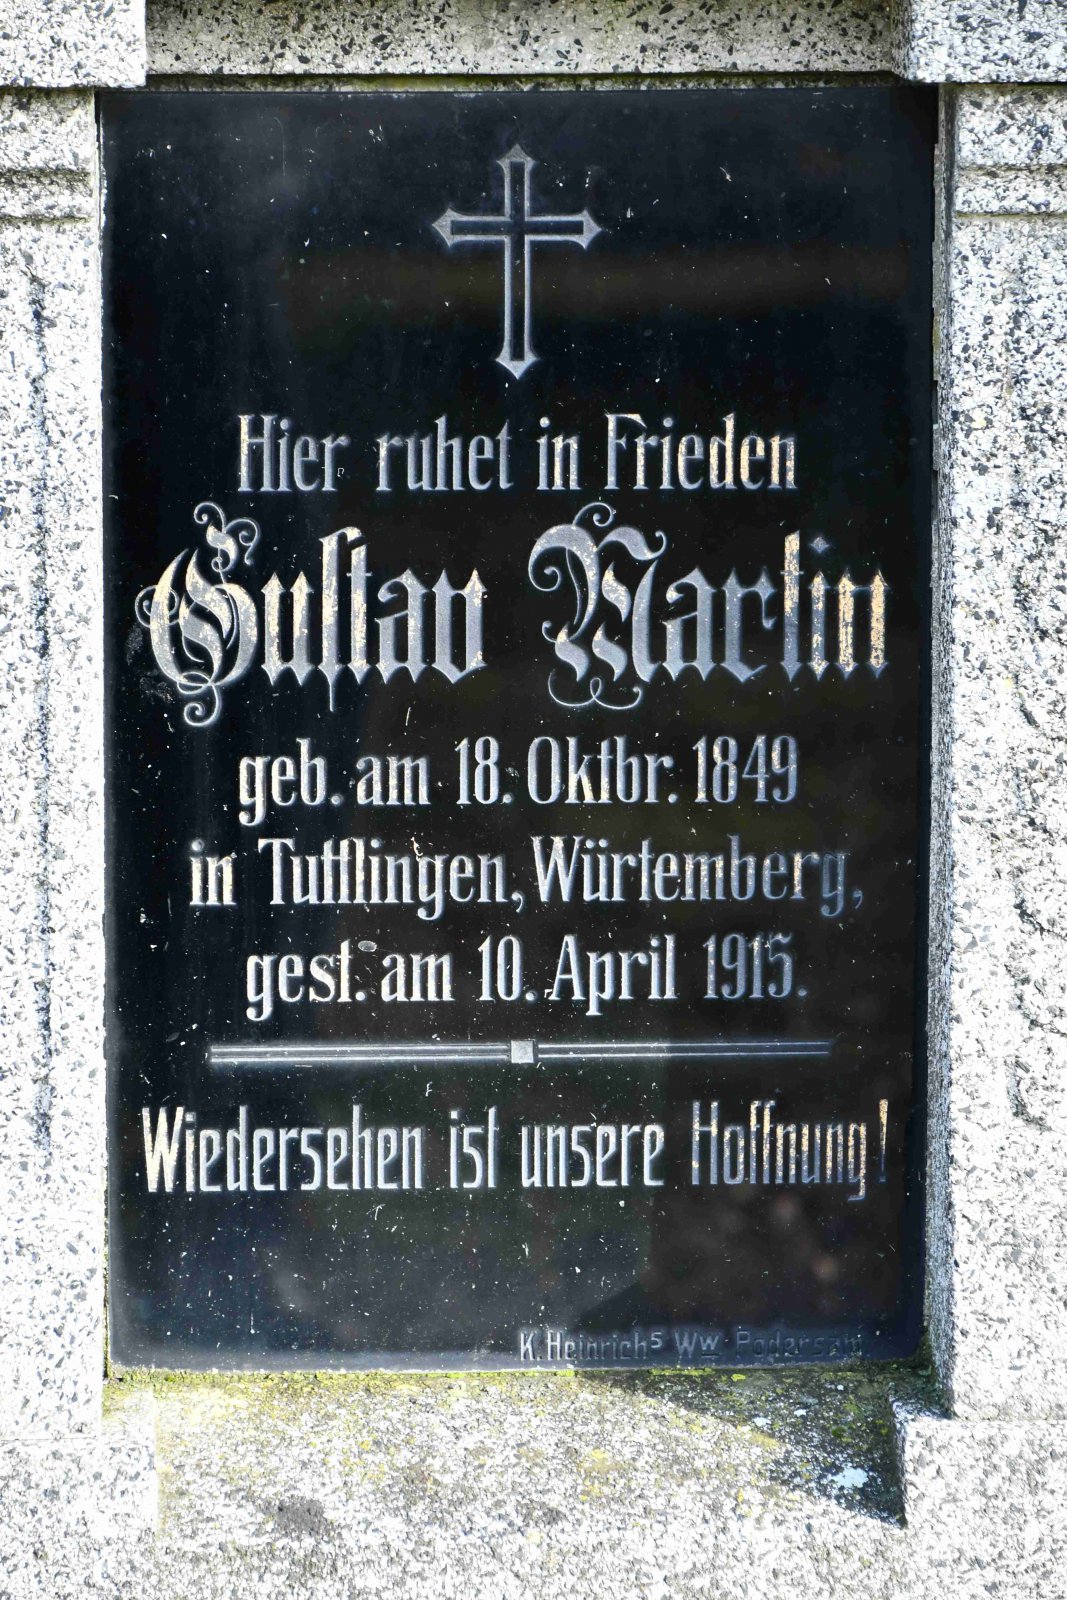 Hier ruhet in Frieden
Gustav Martin
geb. am 18. Oktbr. 1849
in Tuttlingen, Würtemberg,
gest. am 10. April 1915.
Wiedersehen ist unsere Hoffnung!
K. Heinrichs Ww Podersam.